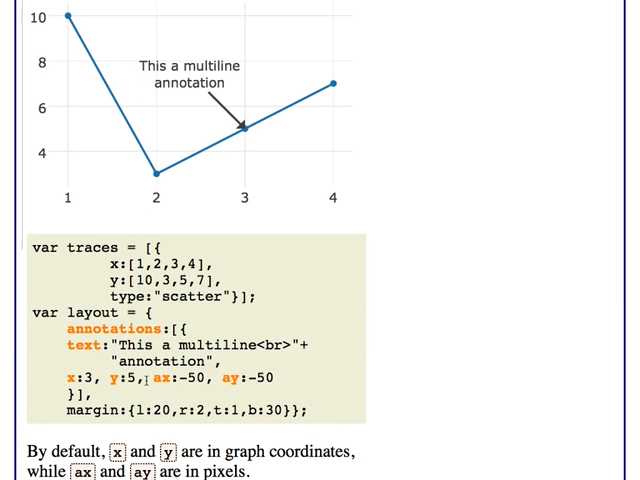 10
8
This a multiline
annotation
6
4
1 2 3 4
var traces = [{
x:[1,2,3,4],
y:[10,3,5,7],
type:"scatter"}];
var layout = {
annotations:[{
text:"This a multiline<br>"+
"annotation",
x:3, y:5, ax:-50, ay:-50
}],
margin:{l:20,r:2,t:1,b:30}};
By default, x and y are in graph coordinates,
while ax and ay are in pixels.